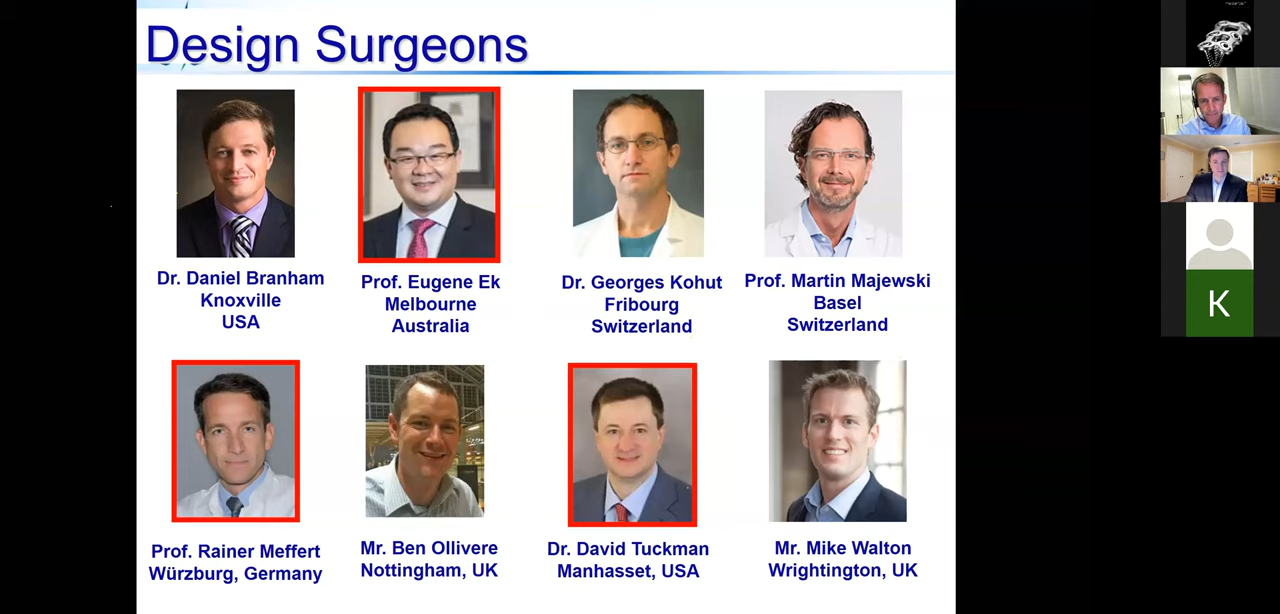 Design Surgeons
Dr. Daniel Branham
Knoxville
USA
Prof. Eugene Ek
Melbourne
Australia
Dr. Georges Kohut
Fribourg
Switzerland
Prof. Martin Majewski
Basel
Switzerland
Prof. Rainer Meffert
Würzburg, Germany
Mr. Ben Ollivere
Nottingham, UK
Dr. David Tuckman
Manhasset, USA
Mr. Mike Walton
Wrightington, UK
K